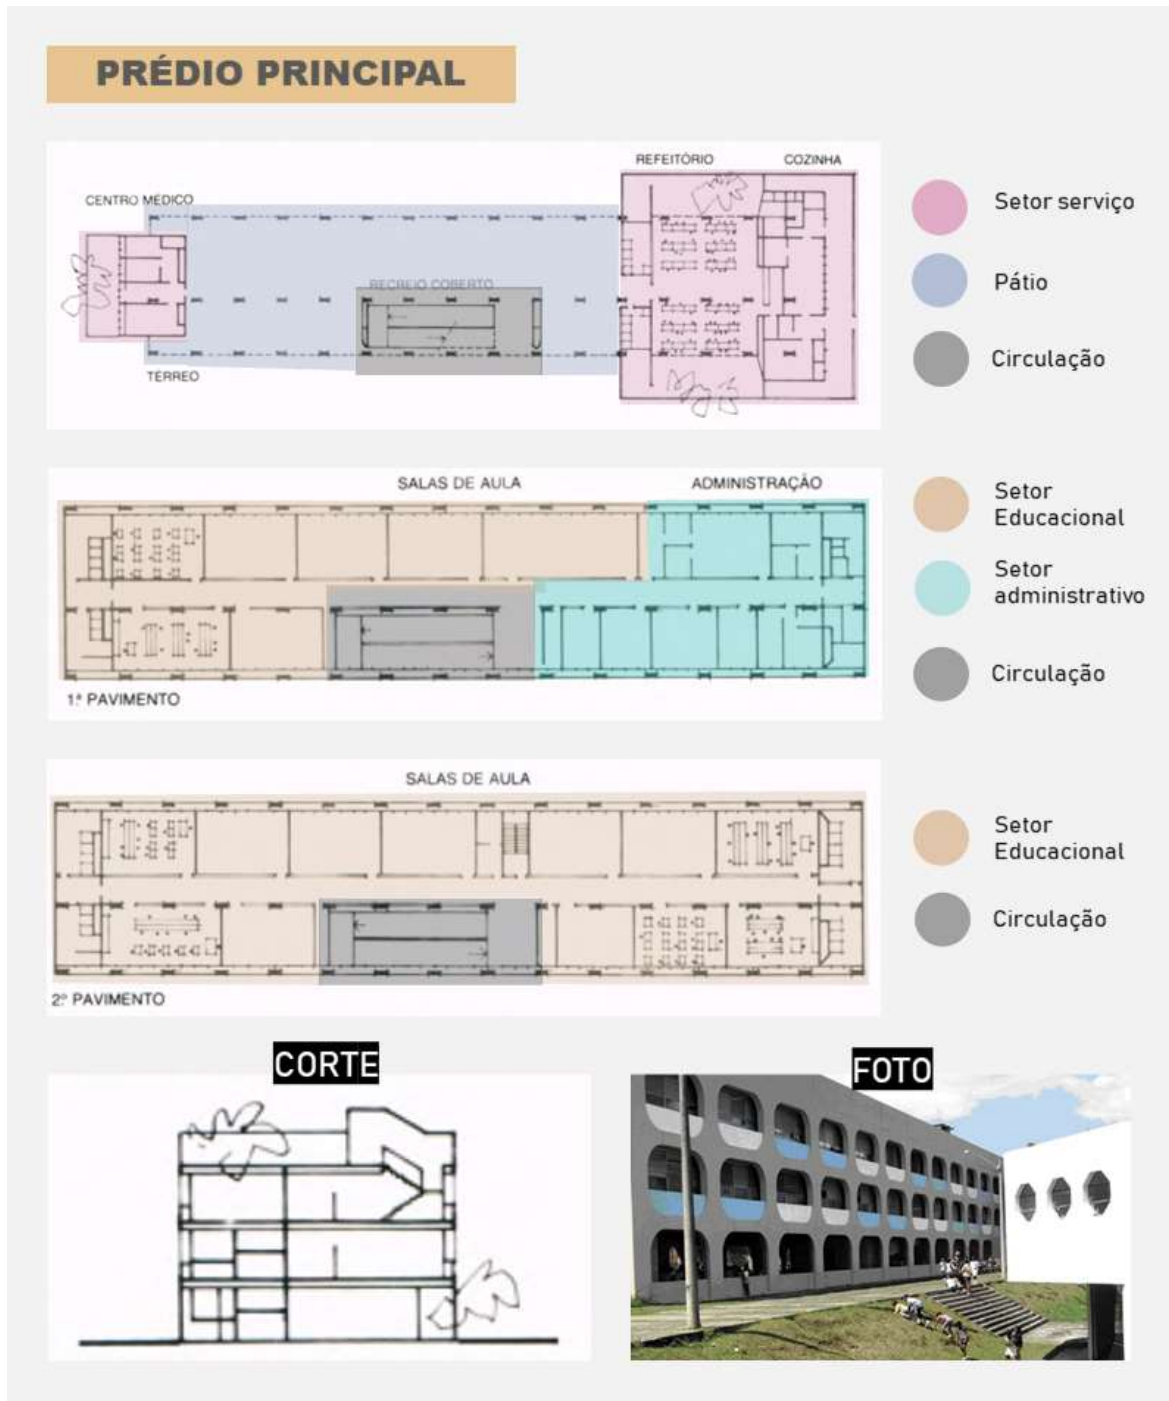 PRÉDIO PRINCIPAL
REFEITÓRIO
COZINHA
CENTRO MÉDICO
RECREIO COBERTO
TÉRREO
Setor serviço
Pátio
Circulação
SALAS DE AULA
ADMINISTRAÇÃO
1º PAVIMENTO
Setor
Educacional
Setor
administrativo
Circulação
SALAS DE AULA
2º PAVIMENTO
Setor
Educacional
Circulação
CORTE
FOTO